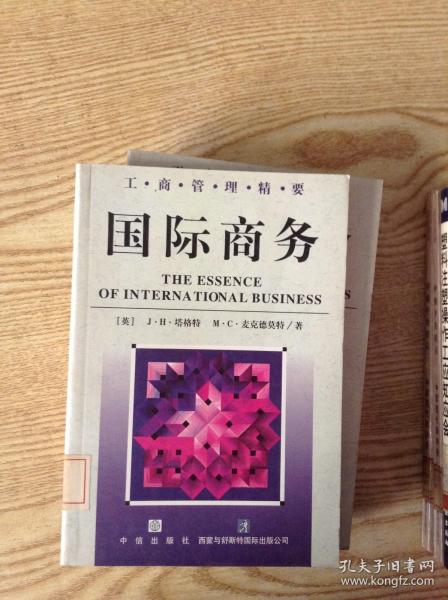 工·商·管·理·精·要
国际商务
THE ESSENCE
OF INTERNATIONAL BUSINESS
[英] J·H·塔格特 M·C·麦克德莫特/著
中信出版社 西蒙与舒斯特国际出版公司
孔夫子旧书网
www.kongfz.com